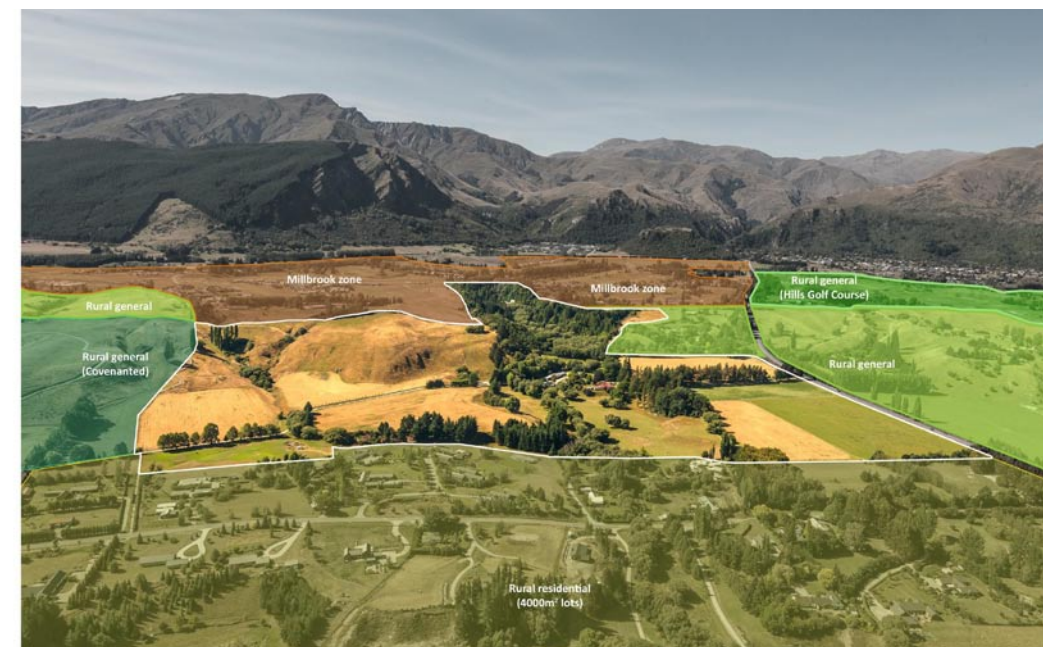 Millbrook zone
Millbrook zone
Rural general
(Hills Golf Course)
Rural general
Rural general
(Covenanted)
Rural general
Rural residential
(4000m² lots)